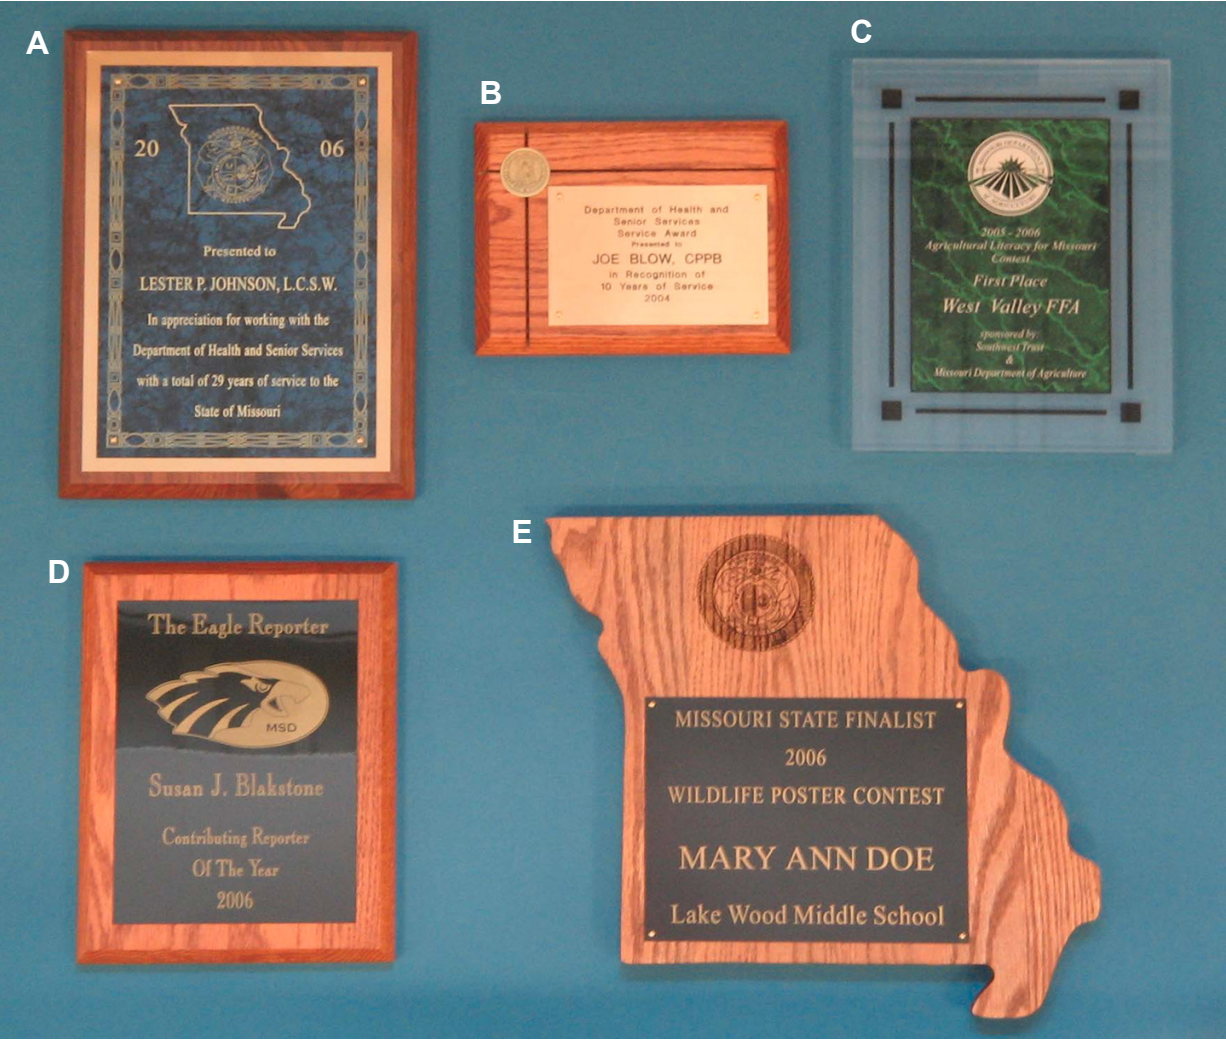 A
20 06
Presented to
LESTER P. JOHNSON, L.C.S.W.
In appreciation for working with the
Department of Health and Senior Services
with a total of 29 years of service to the
State of Missouri
B
Department of Health and
Senior Services
Service Award
Presented to
JOE BLOW, CPPB
in Recognition of
10 Years of Service
2004
C
MISSOURI DEPARTMENT
OF AGRICULTURE
2005 - 2006
Agricultural Literacy for Missouri
Contest
First Place
West Valley FFA
sponsored by:
Southwest Trust
&
Missouri Department of Agriculture
D
The Eagle Reporter
MSD
Susan J. Blakstone
Contributing Reporter
Of The Year
2006
E
MISSOURI STATE FINALIST
2006
WILDLIFE POSTER CONTEST
MARY ANN DOE
Lake Wood Middle School